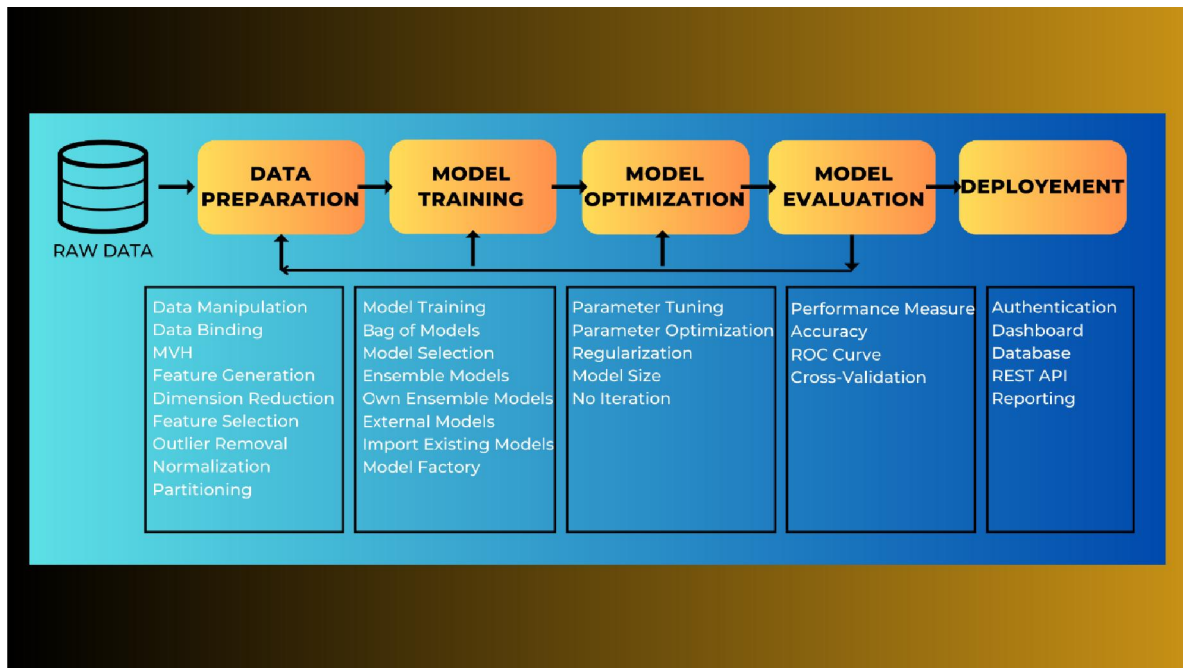 RAW DATA
DATA
PREPARATION
MODEL
TRAINING
MODEL
OPTIMIZATION
MODEL
EVALUATION
DEPLOYEMENT
Data Manipulation
Data Binding
MVH
Feature Generation
Dimension Reduction
Feature Selection
Outlier Removal
Normalization
Partitioning
Model Training
Bag of Models
Model Selection
Ensemble Models
Own Ensemble Models
External Models
Import Existing Models
Model Factory
Parameter Tuning
Parameter Optimization
Regularization
Model Size
No Iteration
Performance Measure
Accuracy
ROC Curve
Cross-Validation
Authentication
Dashboard
Database
REST API
Reporting